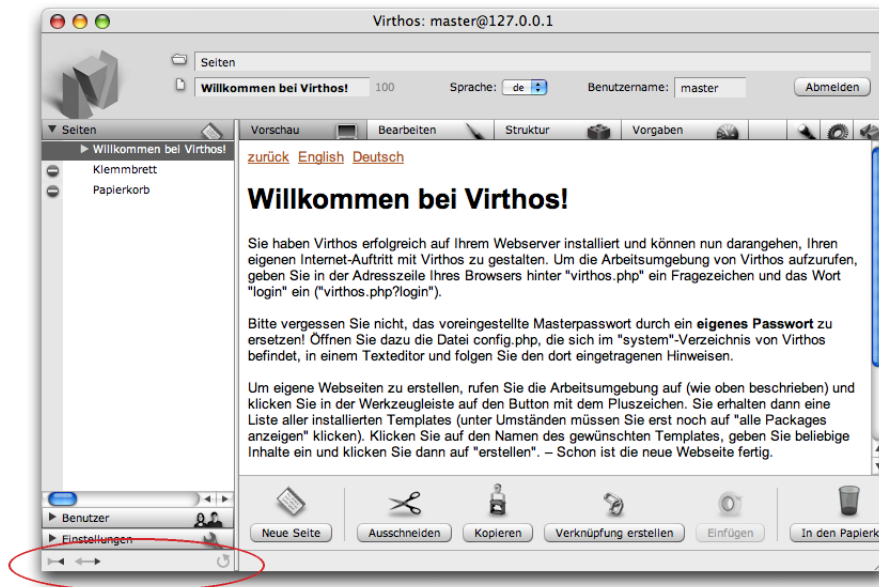 Virthos: master@127.0.0.1
Seiten
Willkommen bei Virthos! 100 Sprache: de Benutzername: master Abmelden
Seiten Vorschau Bearbeiten Struktur Vorgaben
Willkommen bei Virthos!
Klemmbrett
Papierkorb
zurück English Deutsch
Willkommen bei Virthos!
Sie haben Virthos erfolgreich auf Ihrem Webserver installiert und können nun darangehen, Ihren
eigenen Internet-Auftritt mit Virthos zu gestalten. Um die Arbeitsumgebung von Virthos aufzurufen,
geben Sie in der Adresszeile Ihres Browsers hinter "virthos.php" ein Fragezeichen und das Wort
"login" ein ("virthos.php?login").
Bitte vergessen Sie nicht, das voreingestellte Masterpasswort durch ein eigenes Passwort zu
ersetzen! Öffnen Sie dazu die Datei config.php, die sich im "system"-Verzeichnis von Virthos
befindet, in einem Texteditor und folgen Sie den dort eingetragenen Hinweisen.
Um eigene Webseiten zu erstellen, rufen Sie die Arbeitsumgebung auf (wie oben beschrieben) und
klicken Sie in der Werkzeugleiste auf den Button mit dem Pluszeichen. Sie erhalten dann eine
Liste aller installierten Templates (unter Umständen müssen Sie erst noch auf "alle Packages
anzeigen" klicken). Klicken Sie auf den Namen des gewünschten Templates, geben Sie beliebige
Inhalte ein und klicken Sie dann auf "erstellen". – Schon ist die neue Webseite fertig.
Benutzer
Einstellungen
Neue Seite Ausschneiden Kopieren Verknüpfung erstellen Einfügen In den Papierk